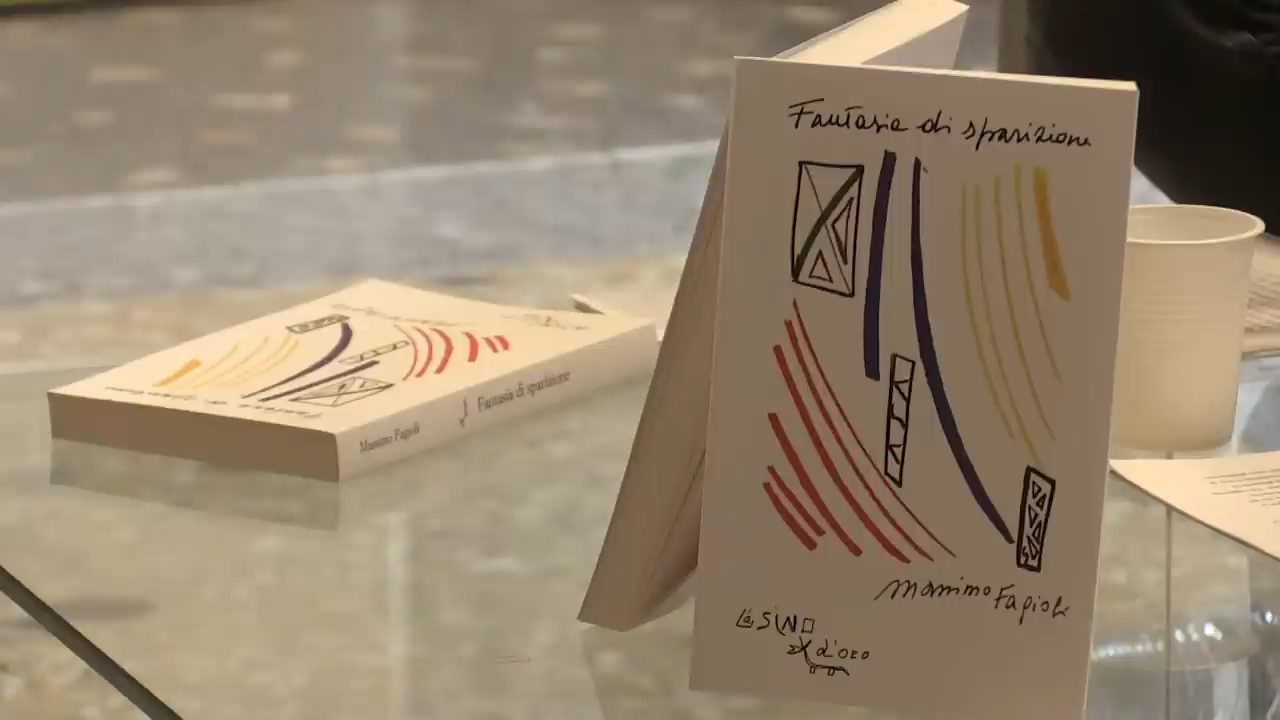 Fantasia di sparizione
Massimo Fagioli
L'aSINO
d'oro
Massimo Fagioli
Fantasia di sparizione